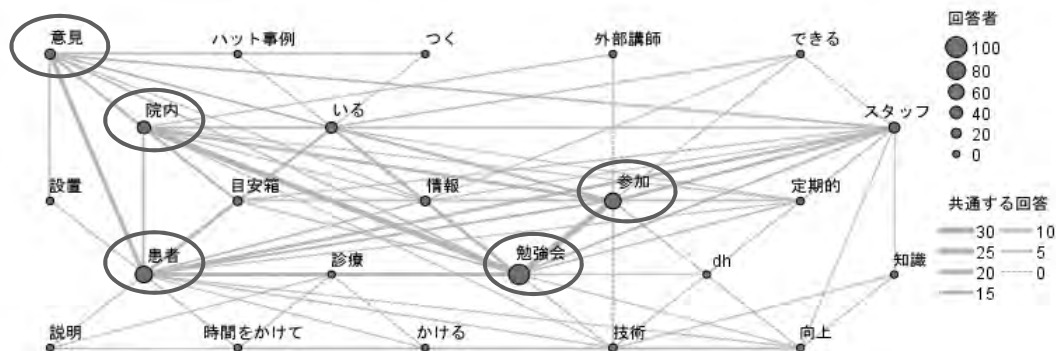 意見 ハット事例 つく 外部講師 できる
院内 いる スタッフ
設置 目安箱 情報 参加 定期的
患者 診療 勉強会 dh 知識
説明 時間をかけて かける 技術 向上
回答者
100
80
60
40
20
0
共通する回答
30 10
25 5
20 0
15